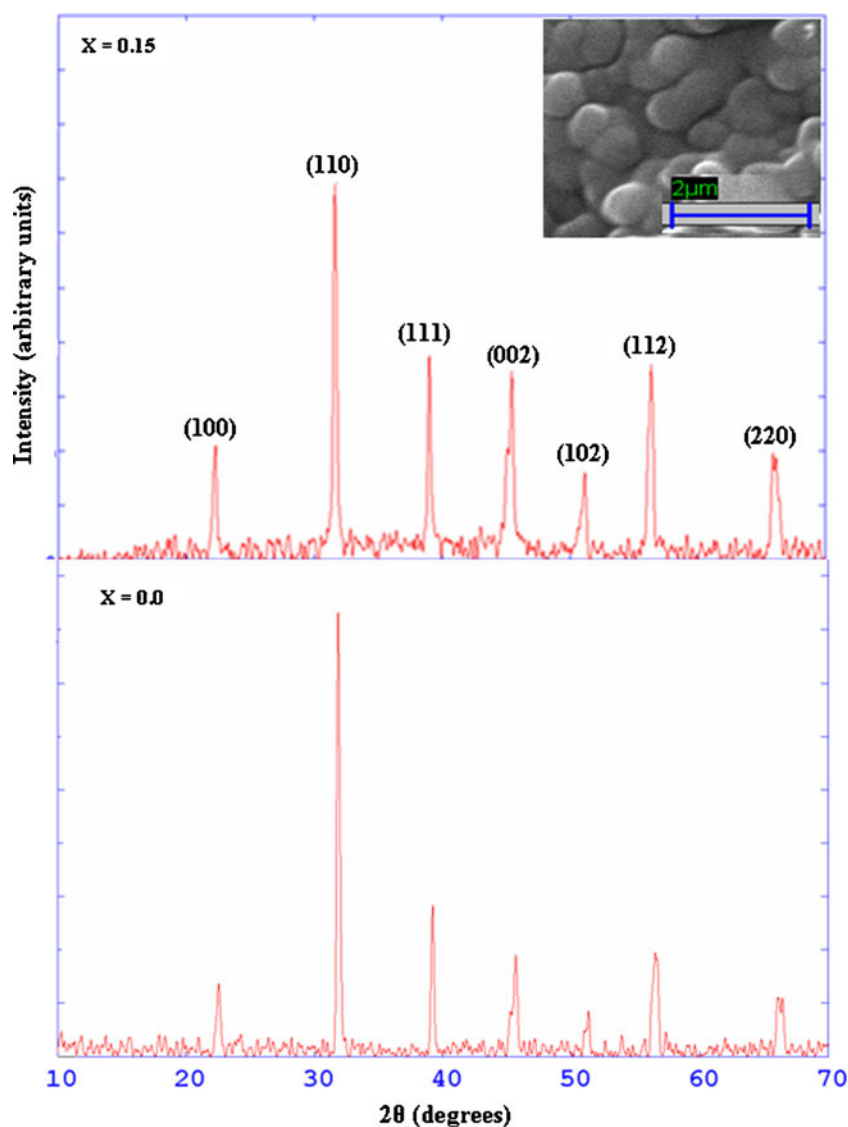 X = 0.15
2µm
(110)
(111)
(002)
(112)
(100)
(102)
(220)
Intensity (arbitrary units)
X = 0.0
10 20 30 40 50 60 70
2θ (degrees)